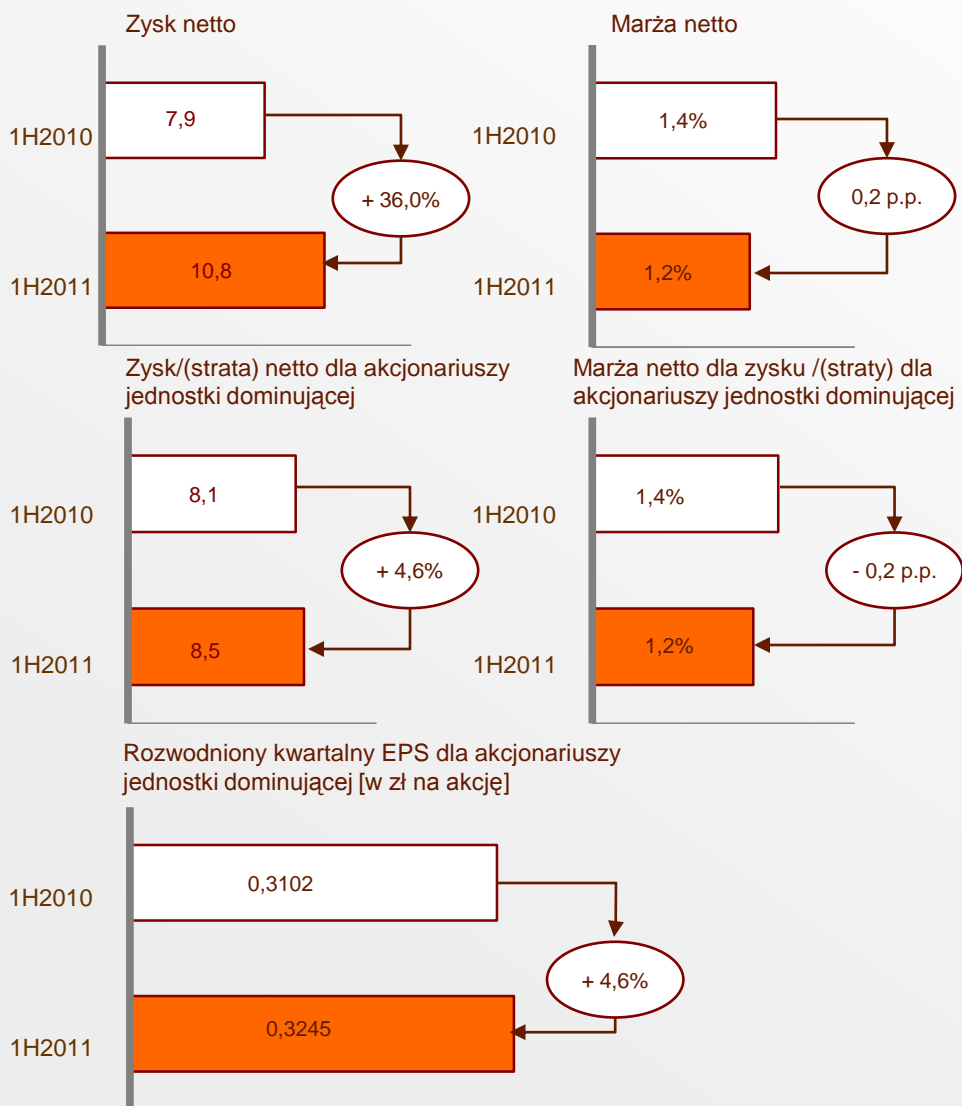 Zysk netto
1H2010
7,9
+ 36,0%
1H2011
10,8
Marża netto
1H2010
1,4%
0,2 p.p.
1H2011
1,2%
Zysk/(strata) netto dla akcjonariuszy
jednostki dominującej
1H2010
8,1
+ 4,6%
1H2011
8,5
Marża netto dla zysku /(straty) dla
akcjonariuszy jednostki dominującej
1H2010
1,4%
- 0,2 p.p.
1H2011
1,2%
Rozwodniony kwartalny EPS dla akcjonariuszy
jednostki dominującej [w zł na akcję]
1H2010
0,3102
+ 4,6%
1H2011
0,3245